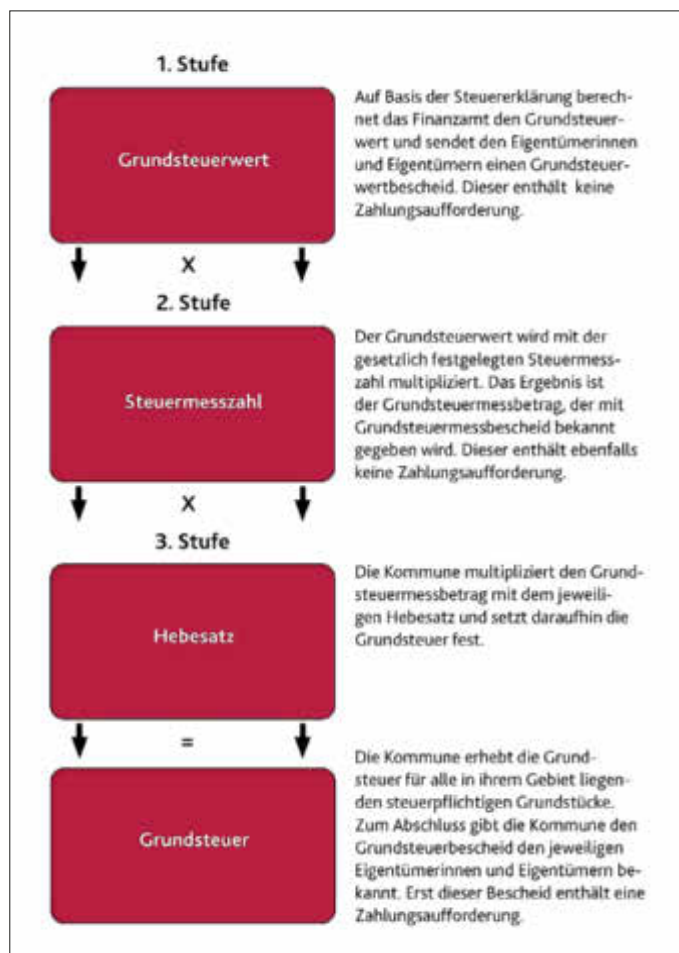 1. Stufe
Grundsteuerwert
Auf Basis der Steuererklärung berech-
net das Finanzamt den Grundsteuer-
wert und sendet den Eigentümerinnen
und Eigentümern einen Grundsteuer-
wertbescheid. Dieser enthält keine
Zahlungsaufforderung.
X
2. Stufe
Steuermesszahl
Der Grundsteuerwert wird mit der
gesetzlich festgelegten Steuermess-
zahl multipliziert. Das Ergebnis ist
der Grundsteuermessbetrag, der mit
Grundsteuermessbescheid bekannt
gegeben wird. Dieser enthält ebenfalls
keine Zahlungsaufforderung.
X
3. Stufe
Hebesatz
Die Kommune multipliziert den Grund-
steuermessbetrag mit dem jeweili-
gen Hebesatz und setzt daraufhin die
Grundsteuer fest.
=
Grundsteuer
Die Kommune erhebt die Grund-
steuer für alle in ihrem Gebiet liegen-
den steuerpflichtigen Grundstücke.
Zum Abschluss gibt die Kommune den
Grundsteuerbescheid den jeweiligen
Eigentümerinnen und Eigentümern be-
kannt. Erst dieser Bescheid enthält eine
Zahlungsaufforderung.